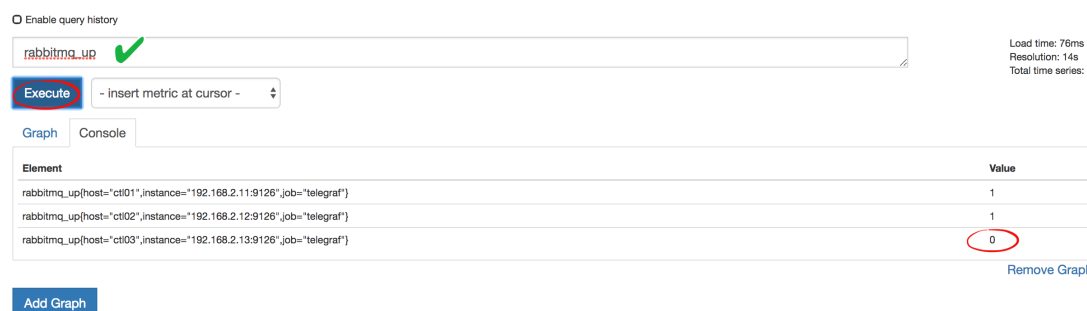 Enable query history
rabbitmq_up
Load time: 76ms
Resolution: 14s
Total time series:
Execute
- insert metric at cursor -
Graph
Console
Element
Value
rabbitmq_up{host="ctl01",instance="192.168.2.11:9126",job="telegraf"}
1
rabbitmq_up{host="ctl02",instance="192.168.2.12:9126",job="telegraf"}
1
rabbitmq_up{host="ctl03",instance="192.168.2.13:9126",job="telegraf"}
0
Remove Graph
Add Graph